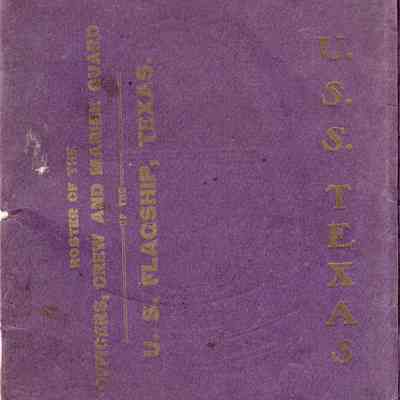 ROSTER OF THE
OFFICERS, CREW AND MARINE GUARD
OF THE
U. S. FLAGSHIP, TEXAS.
U. S. S. TEXAS